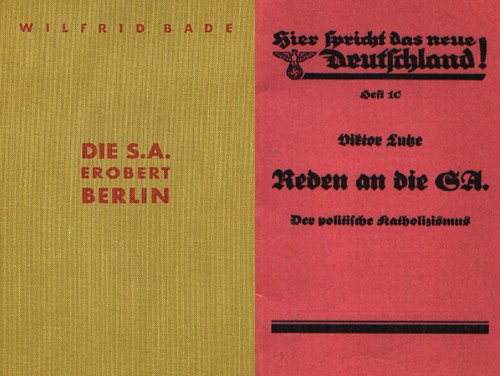 WILFRID BADE
DIE S.A.
EROBERT
BERLIN
Hier spricht das neue
Deutschland!
Heft 10
Viktor Lutze
Reden an die SA.
Der politische Katholizismus